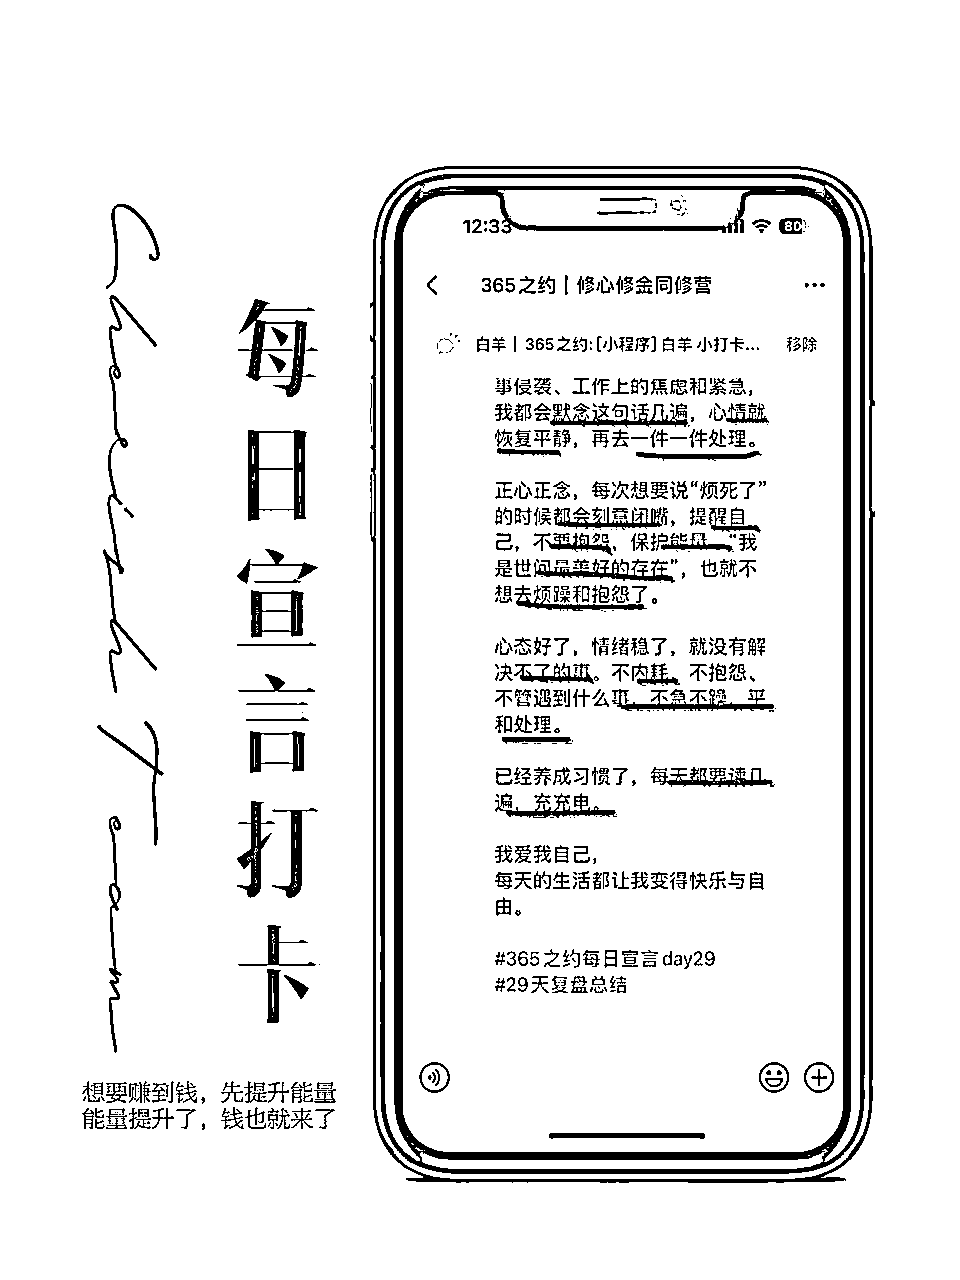 每日宣言打卡
想要赚到钱，先提升能量
能量提升了，钱也就来了
12:33
80
365之约｜修心修金同修营
白羊｜365之约:[小程序]白羊 小打卡...
移除
事侵袭、工作上的焦虑和紧急，
我都会默念这句话几遍，心情就
恢复平静，再去一件一件处理。
正心正念，每次想要说“烦死了”
的时候都会刻意闭嘴，提醒自
己，不要抱怨、保护能量、“我
是世间最美好的存在”，也就不
想去烦躁和抱怨了。
心态好了，情绪稳了，就没有解
决不了的事。不内耗、不抱怨、
不管遇到什么事，不急不躁、平
和处理。
已经养成习惯了，每天都要读几
遍，充充电。
我爱我自己，
每天的生活都让我变得快乐与自
由。
#365之约每日宣言day29
#29天复盘总结